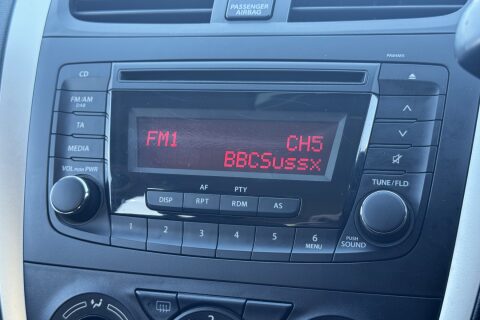 PASSENGER
AIRBAG
CD
FM/AM
DAB
TA
MEDIA
VOL PUSH PWR
FM1 CH5
BBCSussx
AF PTY
DISP RPT RDM AS
1 2 3 4 5 6
MENU
TUNE/FLD
PUSH
SOUND